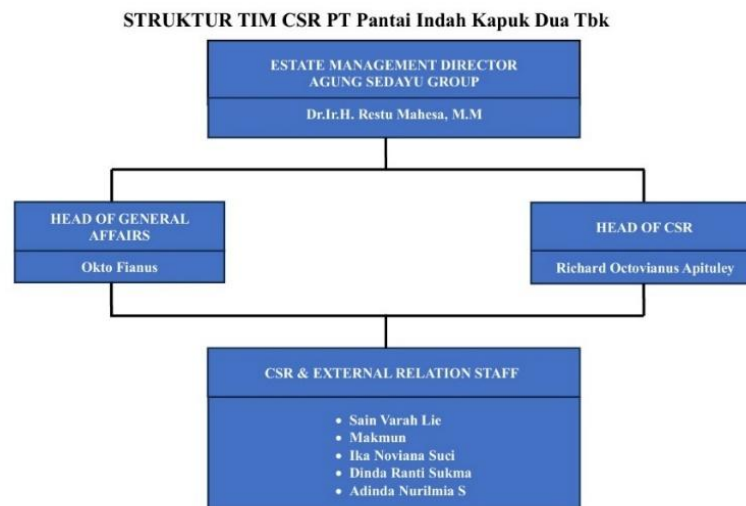 STRUKTUR TIM CSR PT Pantai Indah Kapuk Dua Tbk
ESTATE MANAGEMENT DIRECTOR
AGUNG SEDAYU GROUP
Dr.Ir.H. Restu Mahesa, M.M
HEAD OF GENERAL
AFFAIRS
Okto Fianus
HEAD OF CSR
Richard Octovianus Apituley
CSR & EXTERNAL RELATION STAFF
• Sain Varah Lie
• Makmun
• Ika Noviana Suci
• Dinda Ranti Sukma
• Adinda Nurilmia S